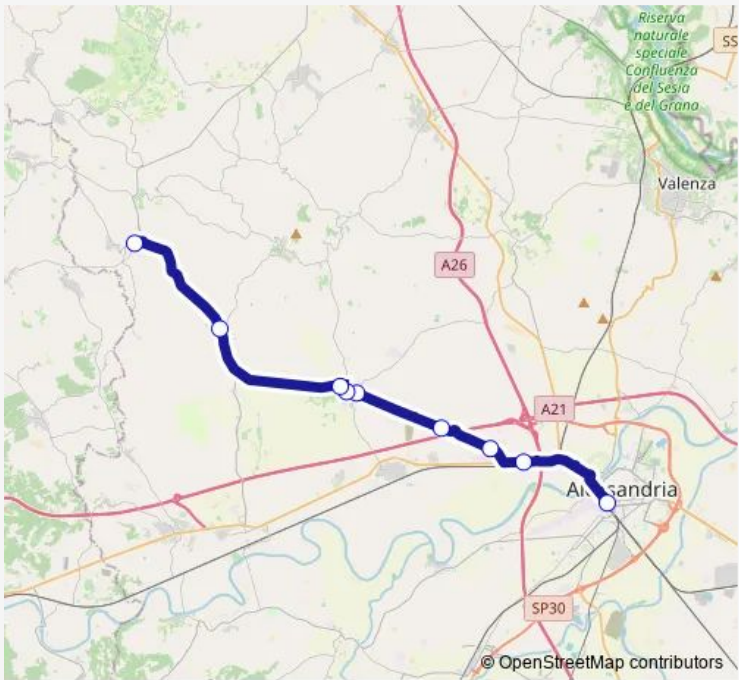 Riserva
naturale
speciale
Confluenza
del Sesia
e del Grana
SS
Valenza
A26
A21
Alessandria
SP30
© OpenStreetMap contributors